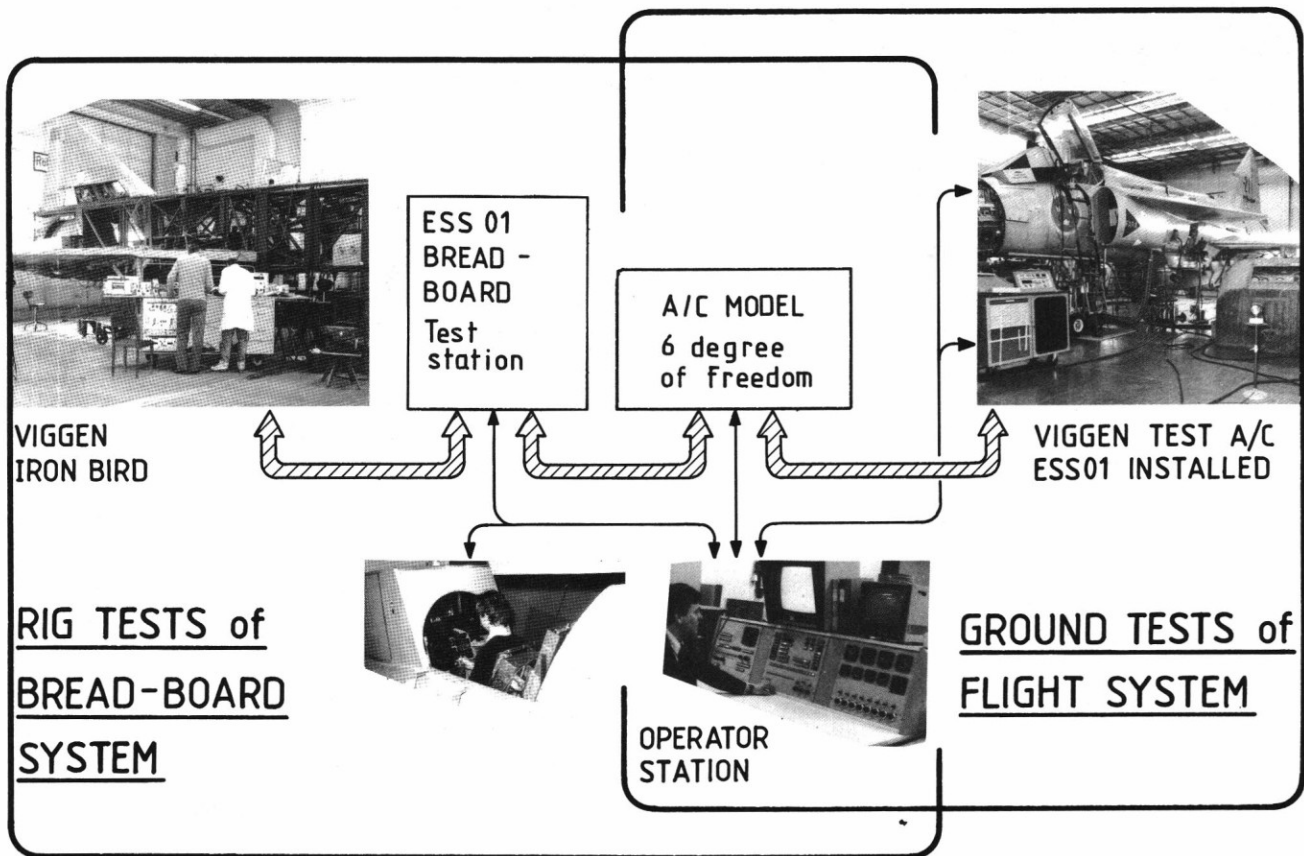 VIGGEN
IRON BIRD
ESS 01
BREAD -
BOARD
Test
station
A/C MODEL
6 degree
of freedom
VIGGEN TEST A/C
ESS01 INSTALLED
RIG TESTS of
BREAD-BOARD
SYSTEM
OPERATOR
STATION
GROUND TESTS of
FLIGHT SYSTEM